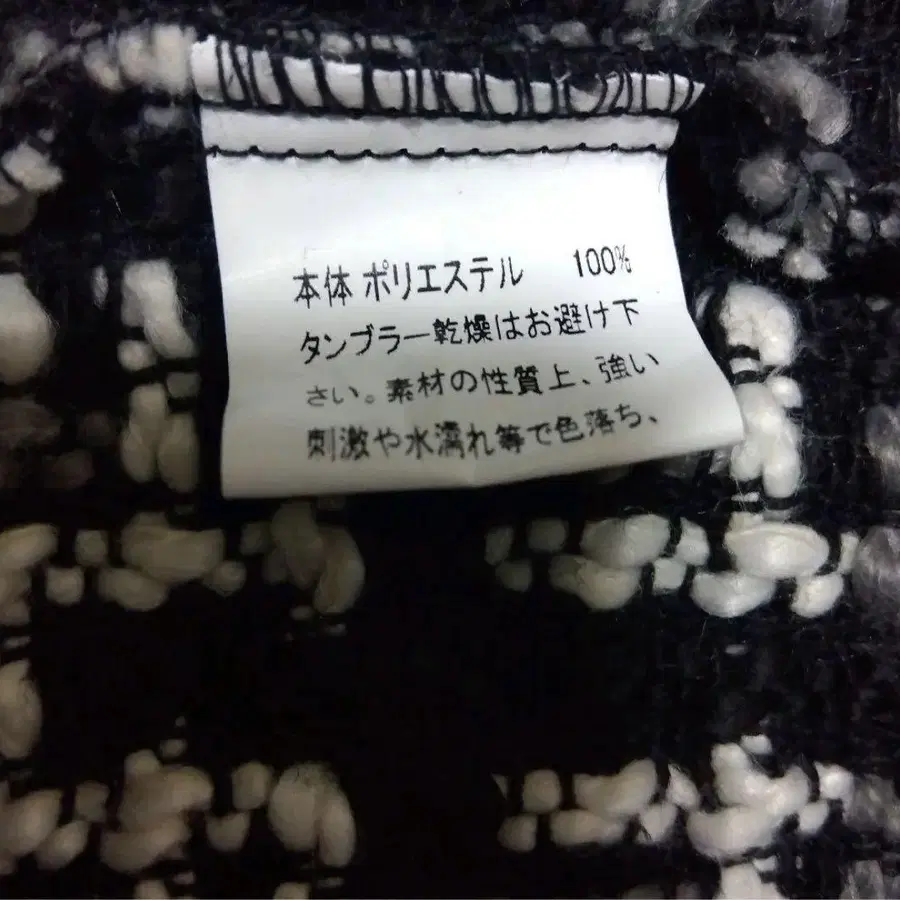 本体 ポリエステル 100%
タンブラー乾燥はお避け下
さい。素材の性質上、強い
刺激や水濡れ等で色落ち、